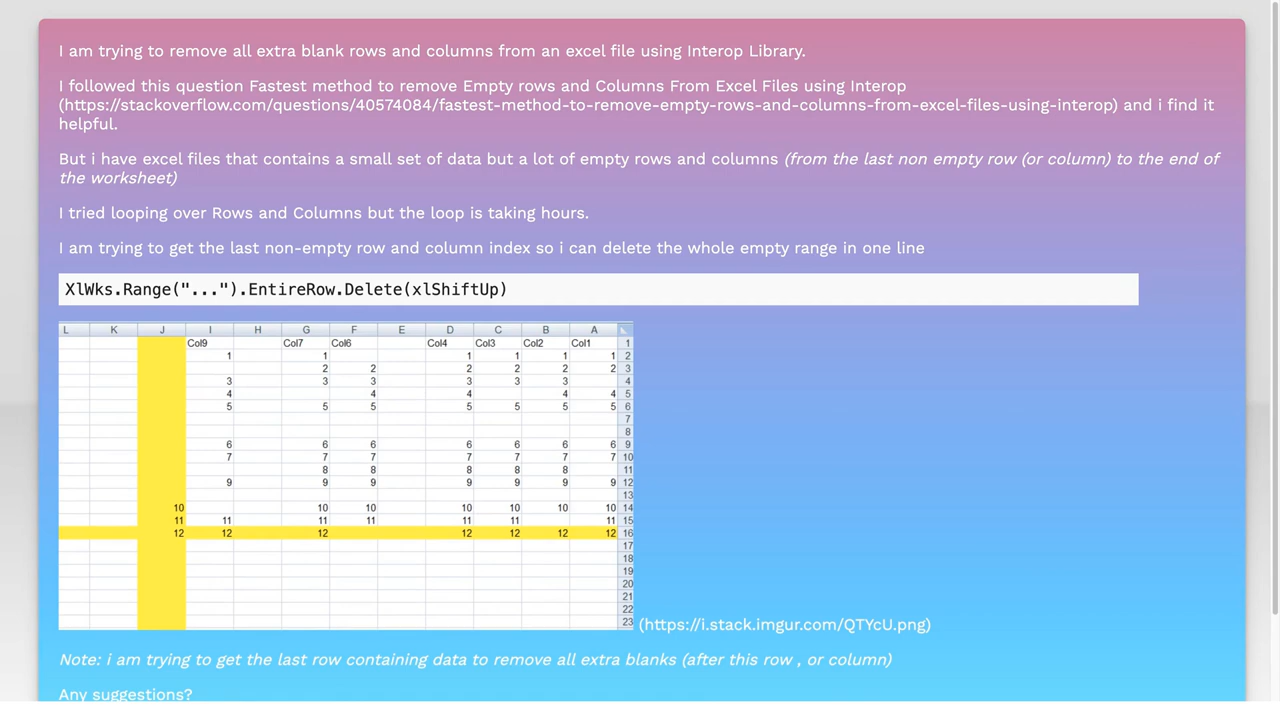 I am trying to remove all extra blank rows and columns from an excel file using Interop Library.
I followed this question Fastest method to remove Empty rows and Columns From Excel Files using Interop
(https://stackoverflow.com/questions/40574084/fastest-method-to-remove-empty-rows-and-columns-from-excel-files-using-interop) and i find it
helpful.
But i have excel files that contains a small set of data but a lot of empty rows and columns (from the last non empty row (or column) to the end of
the worksheet)
I tried looping over Rows and Columns but the loop is taking hours.
I am trying to get the last non-empty row and column index so i can delete the whole empty range in one line
XlWks.Range("...").EntireRow.Delete(xlShiftUp)
L K J I H G F E D C B A
Col9 Col7 Col6 Col4 Col3 Col2 Col1 1
1 1 1 1 1 1 2
2 2 2 2 2 2 3
3 3 3 3 3 3 4
4 4 4 4 4 5
5 5 5 5 5 5 5 6
7
8
6 6 6 6 6 6 6 9
7 7 7 7 7 7 7 10
8 8 8 8 8 11
9 9 9 9 9 9 9 12
13
10 10 10 10 10 10 10 14
11 11 11 11 11 11 11 15
12 12 12 12 12 12 12 16
17
18
19
20
21
22
23
(https://i.stack.imgur.com/QTYcU.png)
Note: i am trying to get the last row containing data to remove all extra blanks (after this row , or column)
Any suggestions?